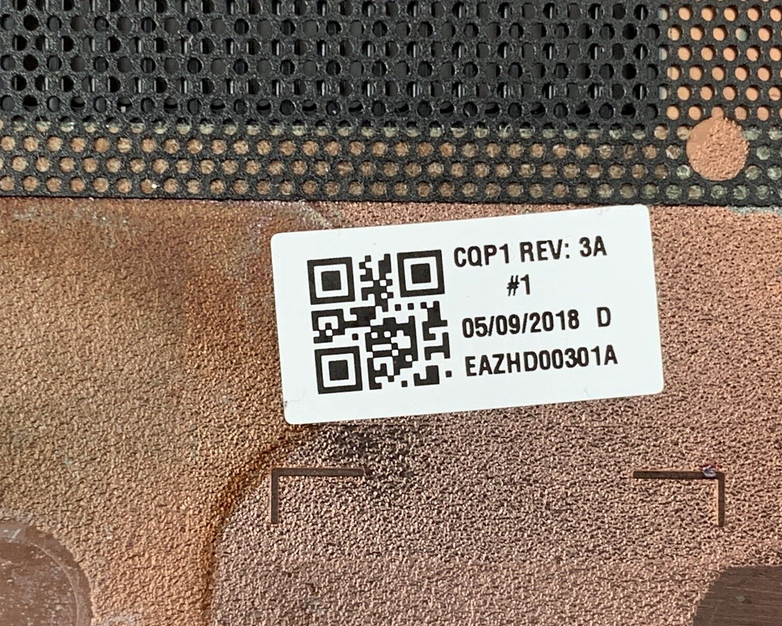 CQP1 REV: 3A
#1
05/09/2018 D
EAZHD00301A